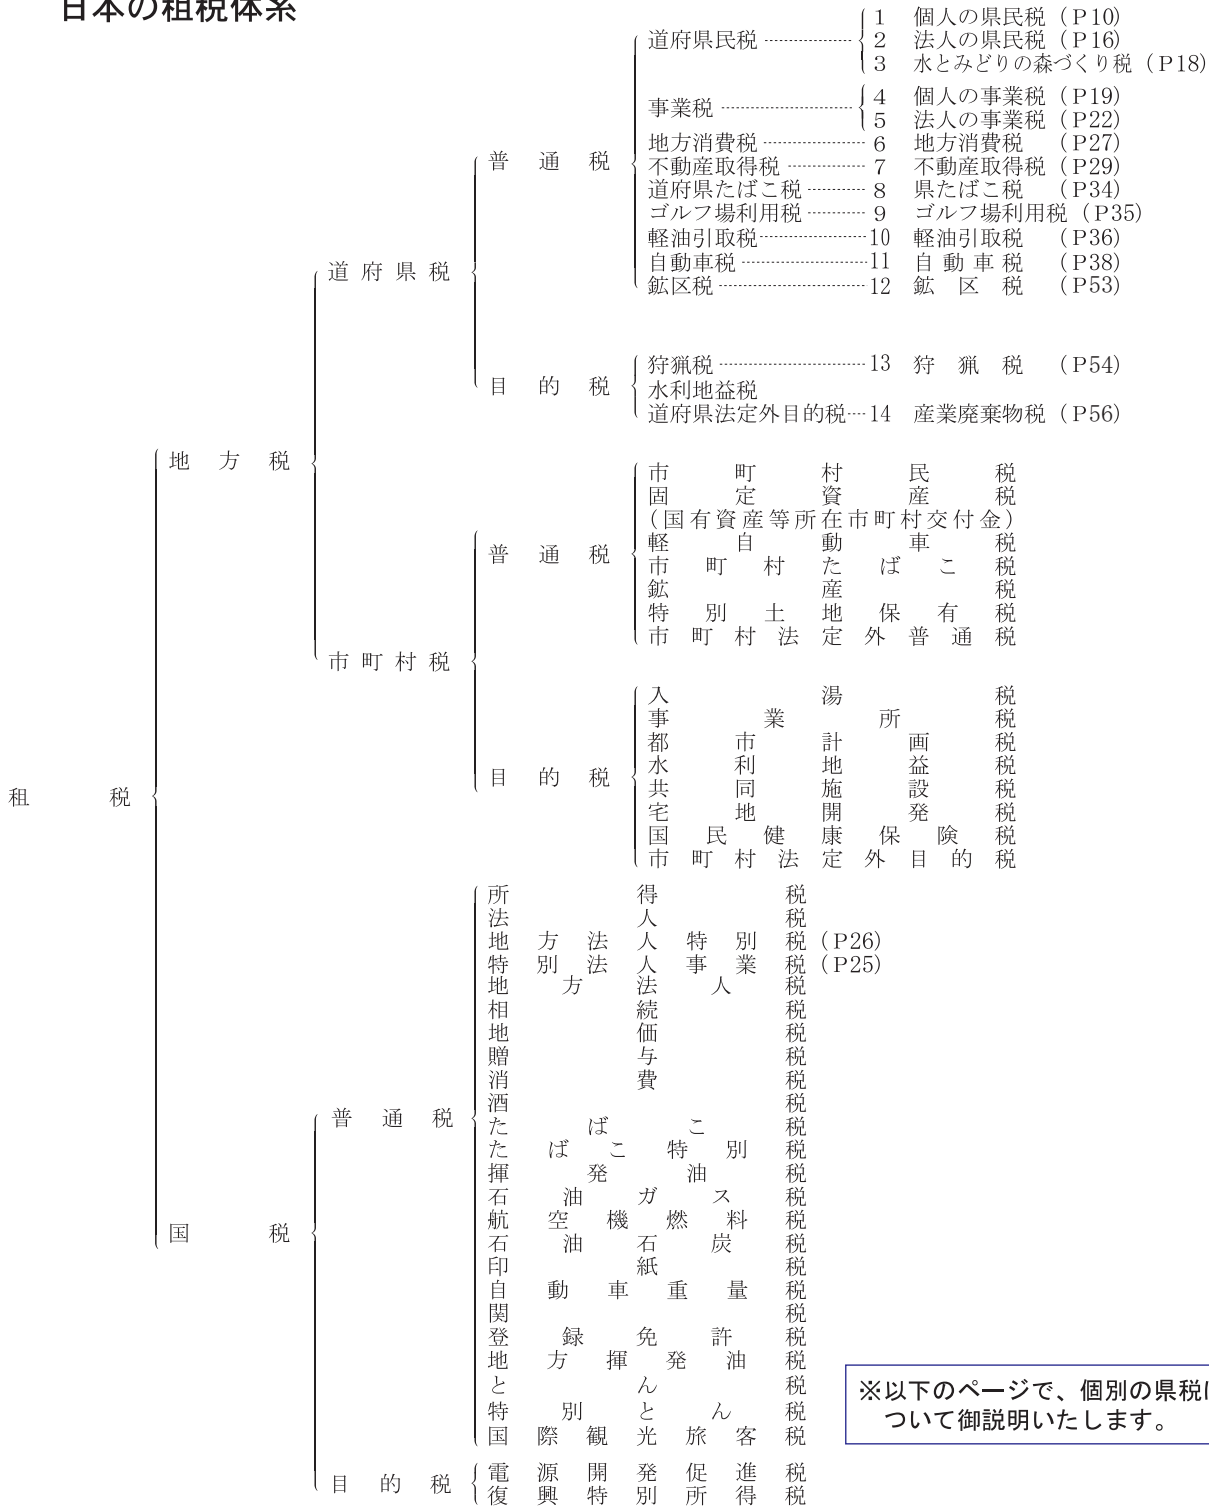 日本の租税体系
租税
地方税
道府県税
普通税
道府県民税
1 個人の県民税（P10）
2 法人の県民税（P16）
3 水とみどりの森づくり税（P18）
事業税
4 個人の事業税（P19）
5 法人の事業税（P22）
地方消費税 6 地方消費税（P27）
不動産取得税 7 不動産取得税（P29）
道府県たばこ税 8 県たばこ税（P34）
ゴルフ場利用税 9 ゴルフ場利用税（P35）
軽油引取税 10 軽油引取税（P36）
自動車税 11 自動車税（P38）
鉱区税 12 鉱区税（P53）
目的税
狩猟税 13 狩猟税（P54）
水利地益税
道府県法定外目的税 14 産業廃棄物税（P56）
市町村税
普通税
市町村民税
固定資産税
（国有資産等所在市町村交付金）
軽自動車税
市町村たばこ税
鉱産税
特別土地保有税
市町村法定外普通税
目的税
入湯税
事業所税
都市計画税
水利地益税
共同施設税
宅地開発税
国民健康保険税
市町村法定外目的税
国税
普通税
所得税
法人税
地方法人特別税（P26）
特別法人事業税（P25）
地方法人税
相続税
地価税
贈与税
消費税
酒税
たばこ税
たばこ特別税
揮発油税
石油ガス税
航空機燃料税
石油石炭税
印紙税
自動車重量税
関税
登録免許税
地方揮発油税
とん税
特別とん税
国際観光旅客税
目的税
電源開発促進税
復興特別所得税
※以下のページで、個別の県税に
ついて御説明いたします。